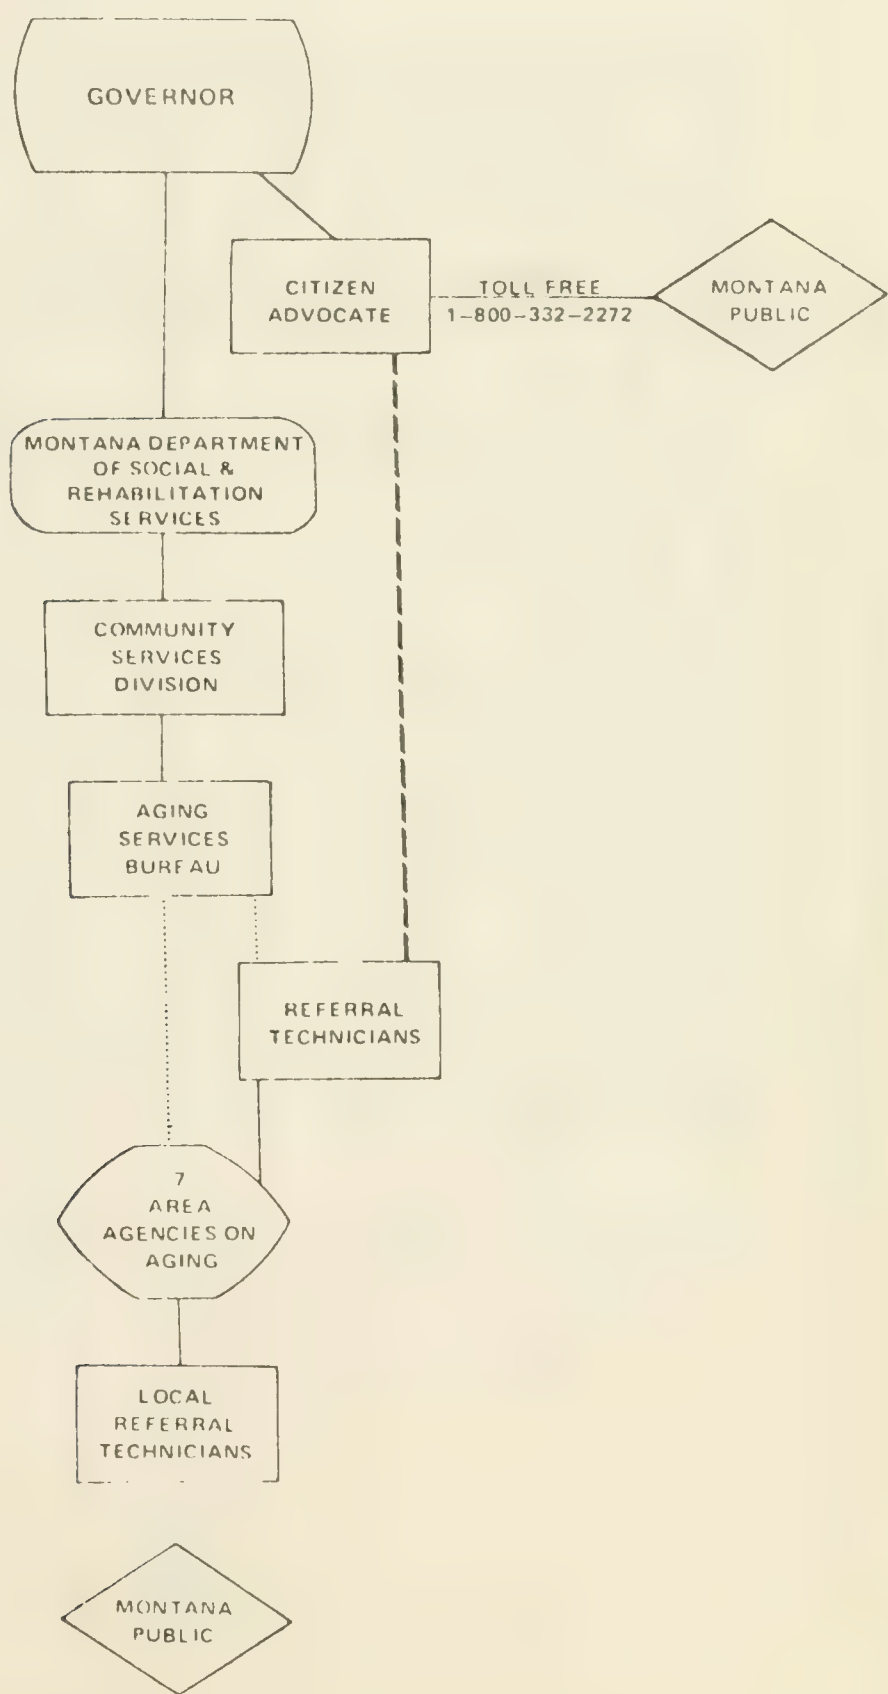 GOVERNOR
CITIZEN
ADVOCATE
TOLL FREE
1-800-332-2272
MONTANA
PUBLIC
MONTANA DEPARTMENT
OF SOCIAL &
REHABILITATION
SERVICES
COMMUNITY
SERVICES
DIVISION
AGING
SERVICES
BUREAU
REFERRAL
TECHNICIANS
7
AREA
AGENCIES ON
AGING
LOCAL
REFERRAL
TECHNICIANS
MONTANA
PUBLIC